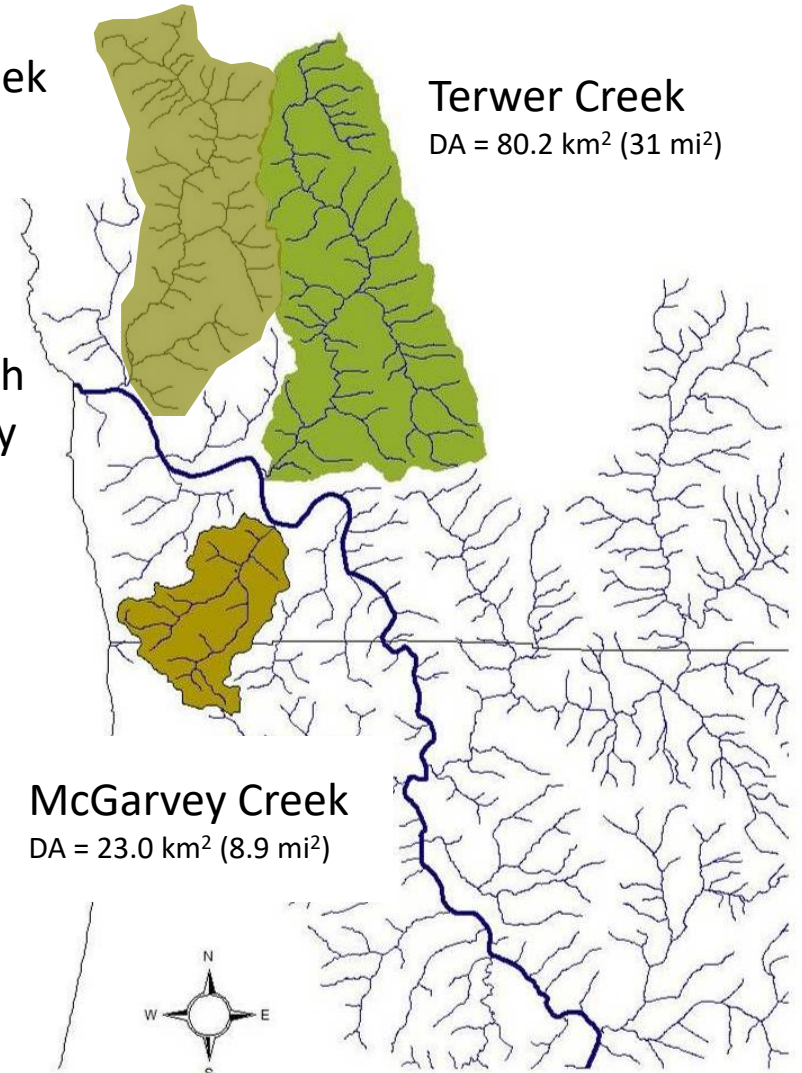 ek
Terwer Creek
DA = 80.2 km² (31 mi²)
h
y
McGarvey Creek
DA = 23.0 km² (8.9 mi²)
N
W E
S